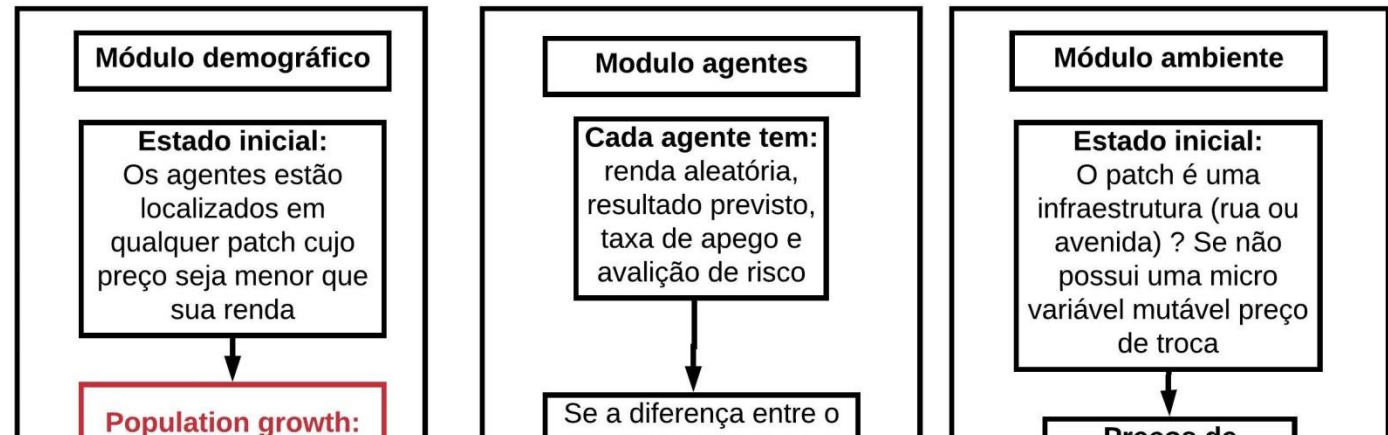 Módulo demográfico
Estado inicial:
Os agentes estão
localizados em
qualquer patch cujo
preço seja menor que
sua renda
Population growth:
Modulo agentes
Cada agente tem:
renda aleatória,
resultado previsto,
taxa de apego e
avalição de risco
Se a diferença entre o
Módulo ambiente
Estado inicial:
O patch é uma
infraestrutura (rua ou
avenida) ? Se não
possui uma micro
variável mutável preço
de troca
Preços de